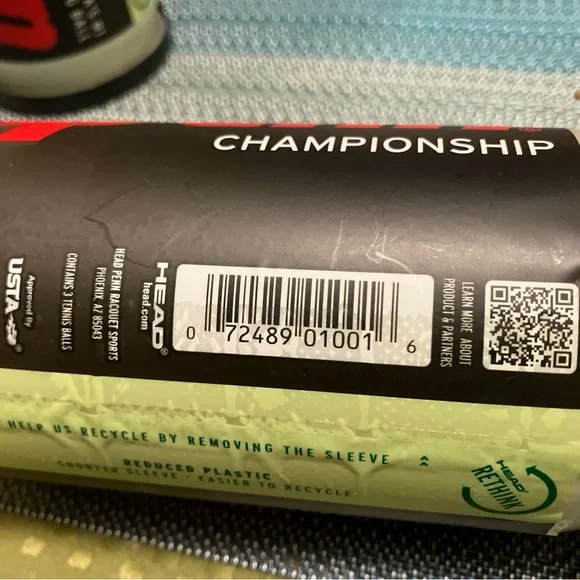 CHAMPIONSHIP
Approved by
USTA
CONTAINS 3 TENNIS BALLS
HEAD PENN RACQUET SPORTS
PHOENIX, AZ 85043
HEAD®
head.com
0 72489 01001 6
LEARN MORE ABOUT
PRODUCT & PARTNERS
HELP US RECYCLE BY REMOVING THE SLEEVE
REDUCED PLASTIC
SHORTER SLEEVE · EASIER TO RECYCLE
HEAD
RETHINK